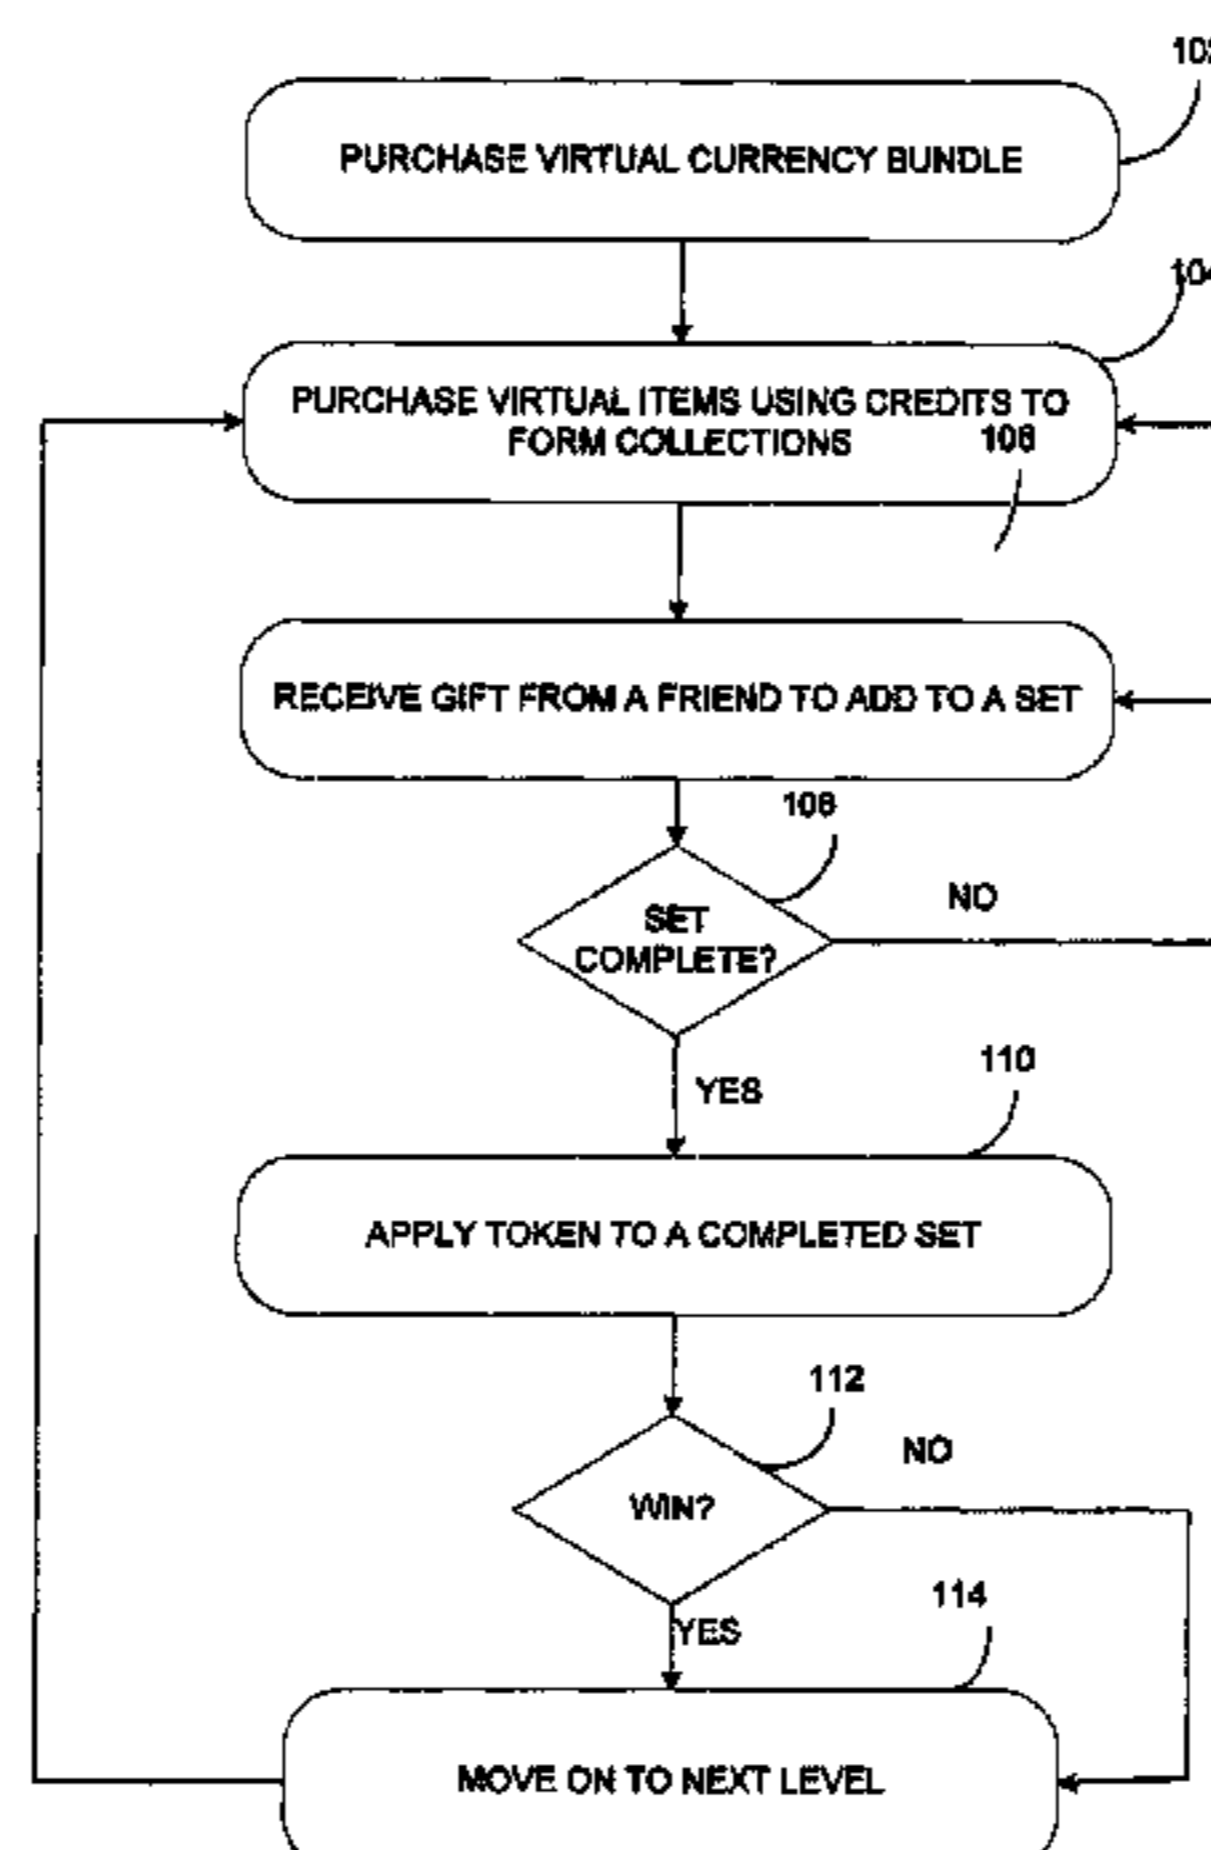 102
PURCHASE VIRTUAL CURRENCY BUNDLE
104
PURCHASE VIRTUAL ITEMS USING CREDITS TO
FORM COLLECTIONS
106
RECEIVE GIFT FROM A FRIEND TO ADD TO A SET
108
SET
COMPLETE?
NO
YES
110
APPLY TOKEN TO A COMPLETED SET
112
WIN?
NO
YES
114
MOVE ON TO NEXT LEVEL